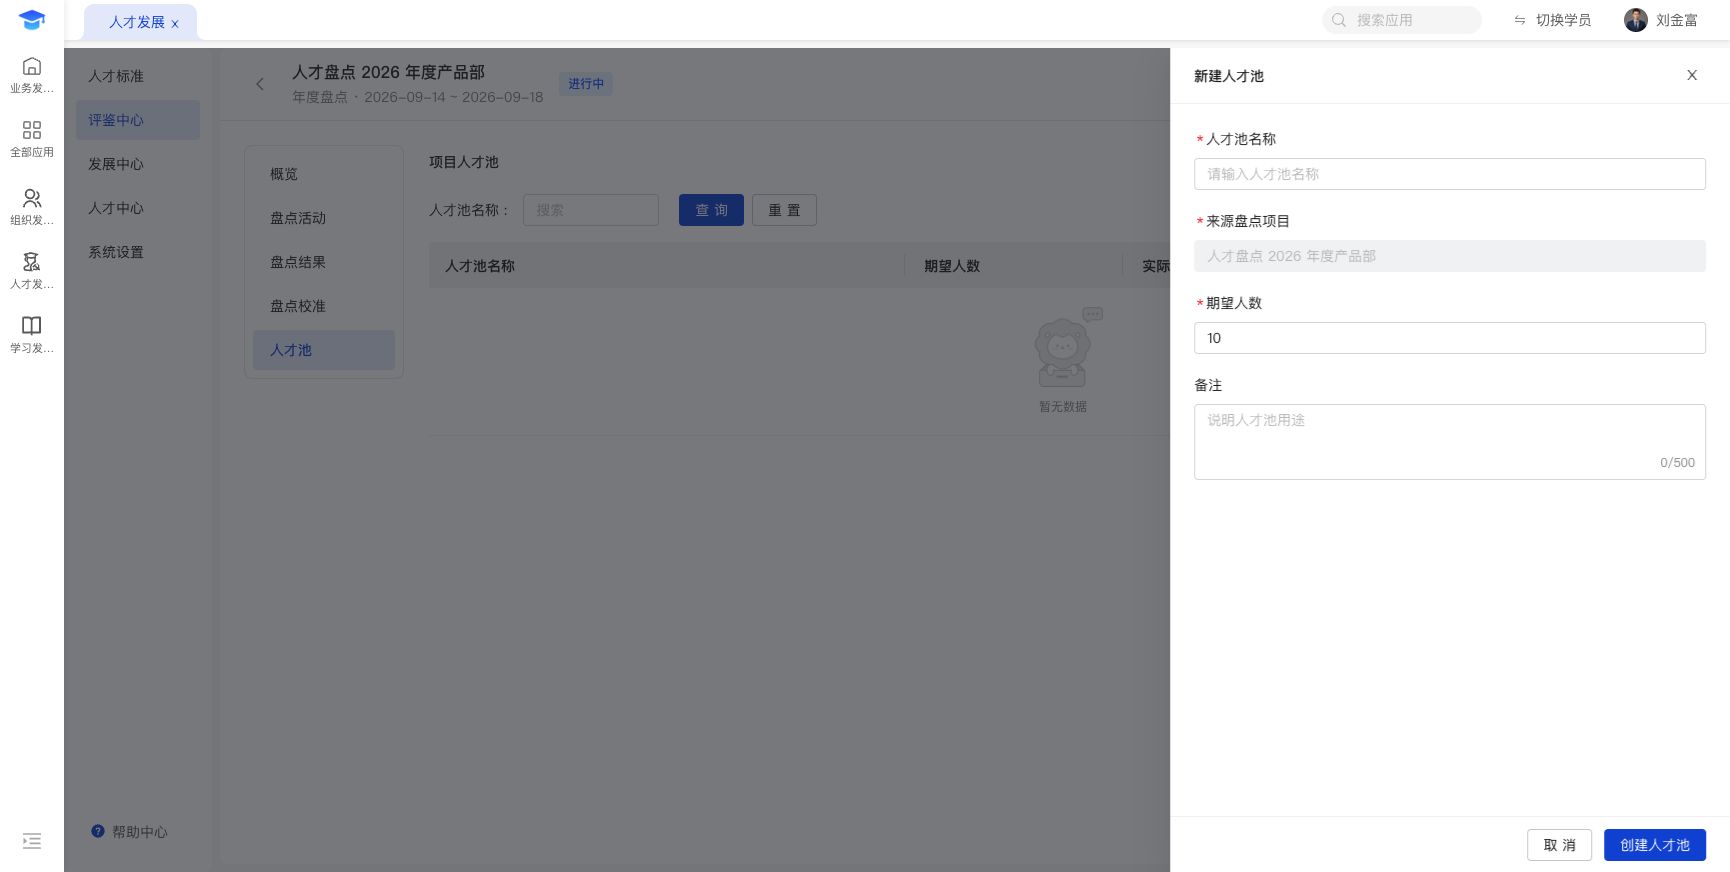 人才发展 x
搜索应用
切换学员
刘金富
业务发...
全部应用
组织发...
人才发...
学习发...
人才标准
评鉴中心
发展中心
人才中心
系统设置
帮助中心
人才盘点 2026 年度产品部
年度盘点 · 2026-09-14 ~ 2026-09-18
进行中
概览
盘点活动
盘点结果
盘点校准
人才池
项目人才池
人才池名称：
搜索
查 询
重 置
人才池名称
期望人数
实际
暂无数据
新建人才池
X
* 人才池名称
请输入人才池名称
* 来源盘点项目
人才盘点 2026 年度产品部
* 期望人数
10
备注
说明人才池用途
0/500
取 消
创建人才池